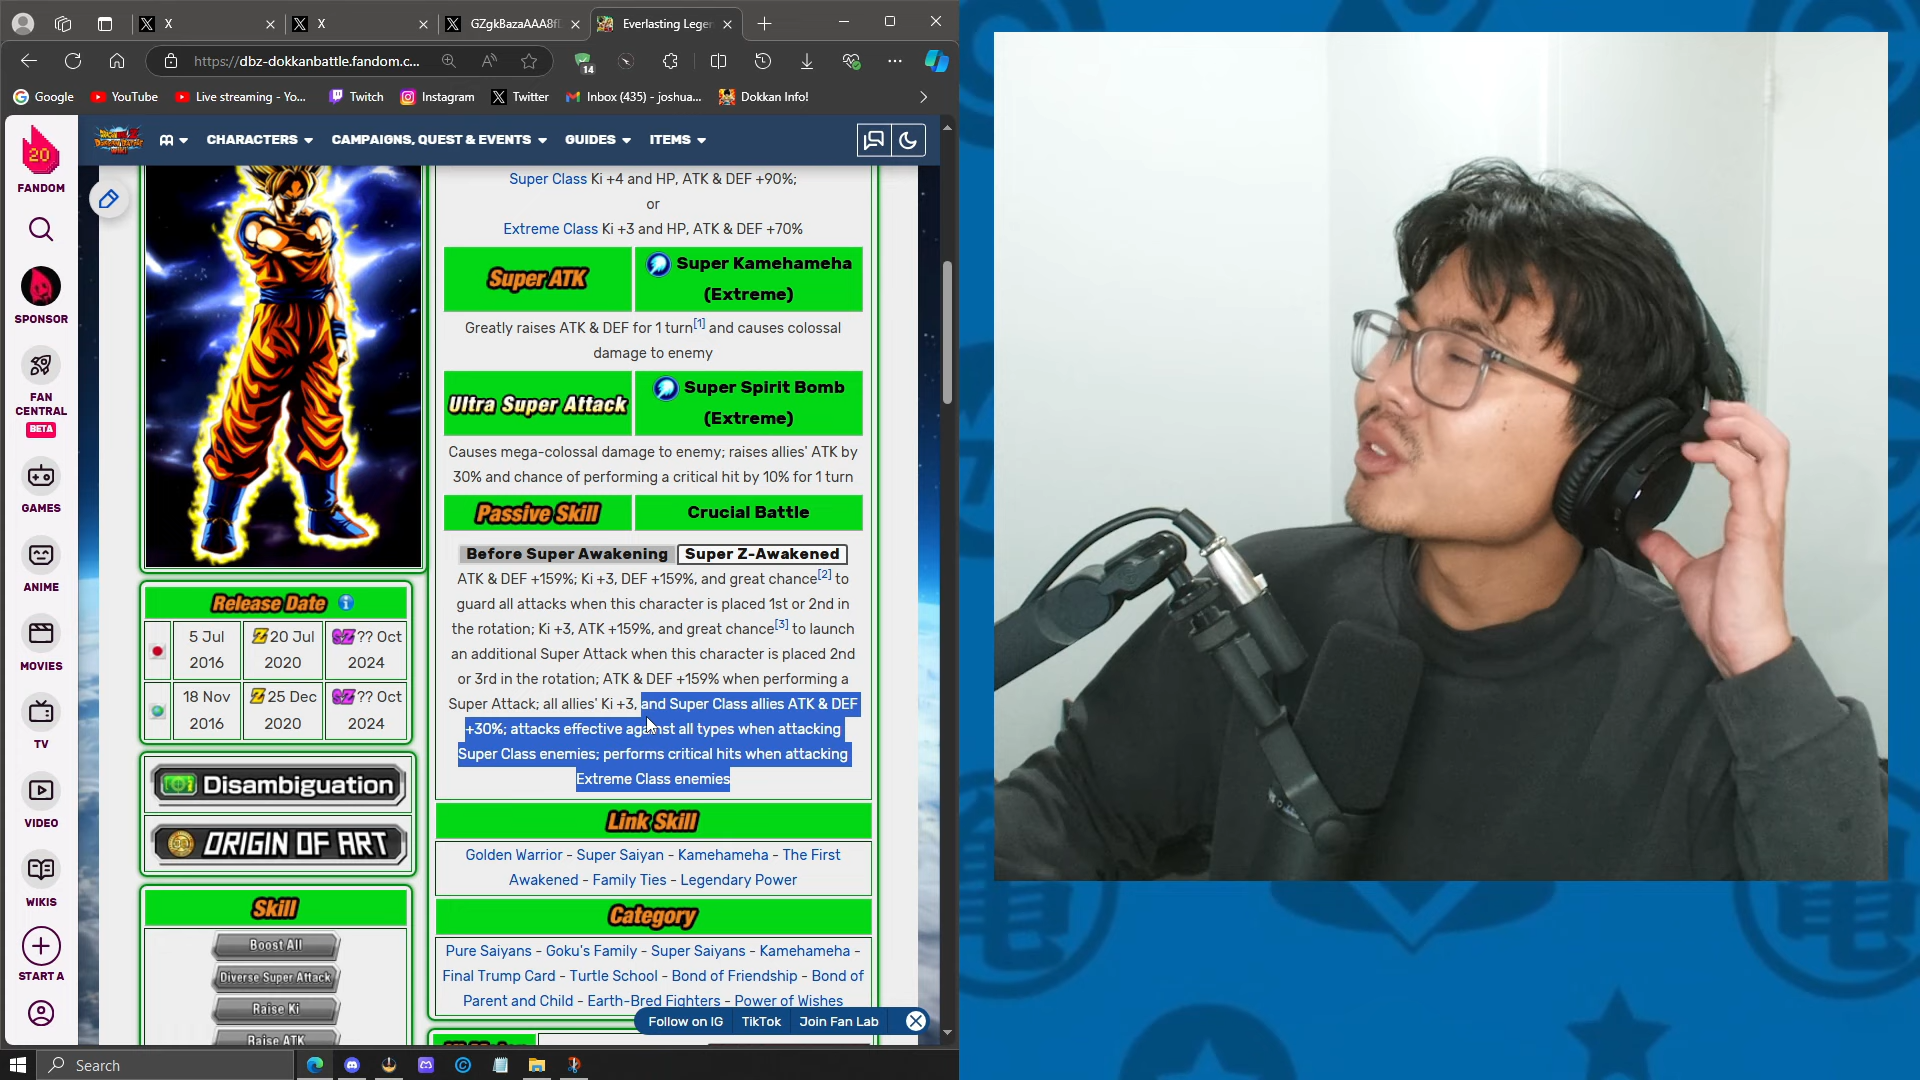 X
X
GZgkBazaAAA8f
Everlasting Leger
https://dbz-dokkanbattle.fandom.c...
14
Google
YouTube
Live streaming - Yo...
Twitch
Instagram
Twitter
Inbox (435) - joshua...
Dokkan Info!
CHARACTERS
CAMPAIGNS, QUEST & EVENTS
GUIDES
ITEMS
20
FANDOM
SPONSOR
FAN
CENTRAL
BETA
GAMES
ANIME
MOVIES
TV
VIDEO
WIKIS
START A
Super Class Ki +4 and HP, ATK & DEF +90%;
or
Extreme Class Ki +3 and HP, ATK & DEF +70%
Super ATK
Super Kamehameha
(Extreme)
Greatly raises ATK & DEF for 1 turn[1] and causes colossal
damage to enemy
Ultra Super Attack
Super Spirit Bomb
(Extreme)
Causes mega-colossal damage to enemy; raises allies' ATK by
30% and chance of performing a critical hit by 10% for 1 turn
Passive Skill
Crucial Battle
Before Super Awakening
Super Z-Awakened
ATK & DEF +159%; Ki +3, DEF +159%, and great chance[2] to
guard all attacks when this character is placed 1st or 2nd in
the rotation; Ki +3, ATK +159%, and great chance[3] to launch
an additional Super Attack when this character is placed 2nd
or 3rd in the rotation; ATK & DEF +159% when performing a
Super Attack; all allies' Ki +3, and Super Class allies ATK & DEF
+30%; attacks effective against all types when attacking
Super Class enemies; performs critical hits when attacking
Extreme Class enemies
Link Skill
Golden Warrior - Super Saiyan - Kamehameha - The First
Awakened - Family Ties - Legendary Power
Category
Pure Saiyans - Goku's Family - Super Saiyans - Kamehameha -
Final Trump Card - Turtle School - Bond of Friendship - Bond of
Parent and Child - Earth-Bred Fighters - Power of Wishes
Release Date
5 Jul
2016
Z 20 Jul
2020
SZ ?? Oct
2024
18 Nov
2016
Z 25 Dec
2020
SZ ?? Oct
2024
Disambiguation
ORIGIN OF ART
Skill
Boost All
Diverse Super Attack
Raise Ki
Raise ATK
Follow on IG
TikTok
Join Fan Lab
Search